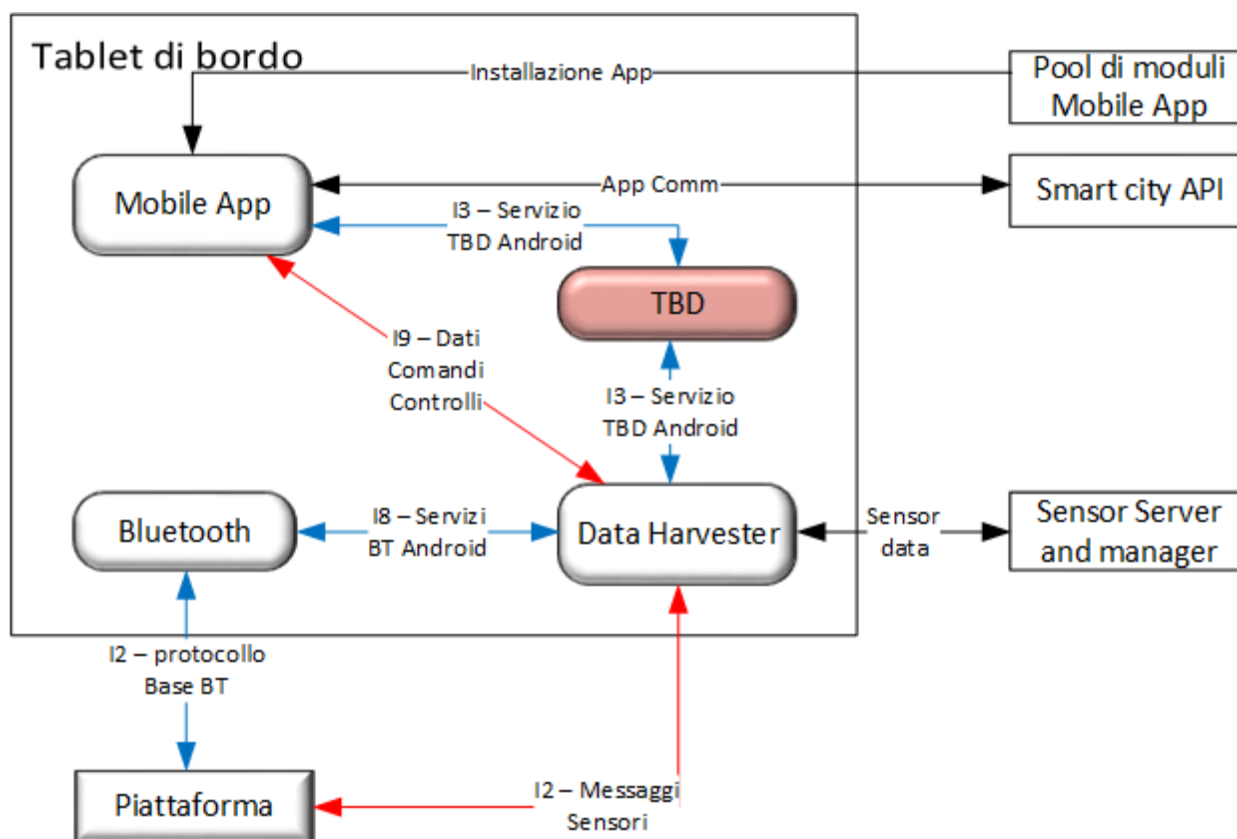 Tablet di bordo
Installazione App
Pool di moduli
Mobile App
Mobile App
App Comm
Smart city API
I3 – Servizio
TBD Android
TBD
I9 – Dati
Comandi
Controlli
I3 – Servizio
TBD Android
Bluetooth
I8 – Servizi
BT Android
Data Harvester
Sensor
data
Sensor Server
and manager
I2 – protocollo
Base BT
Piattaforma
I2 – Messaggi
Sensori